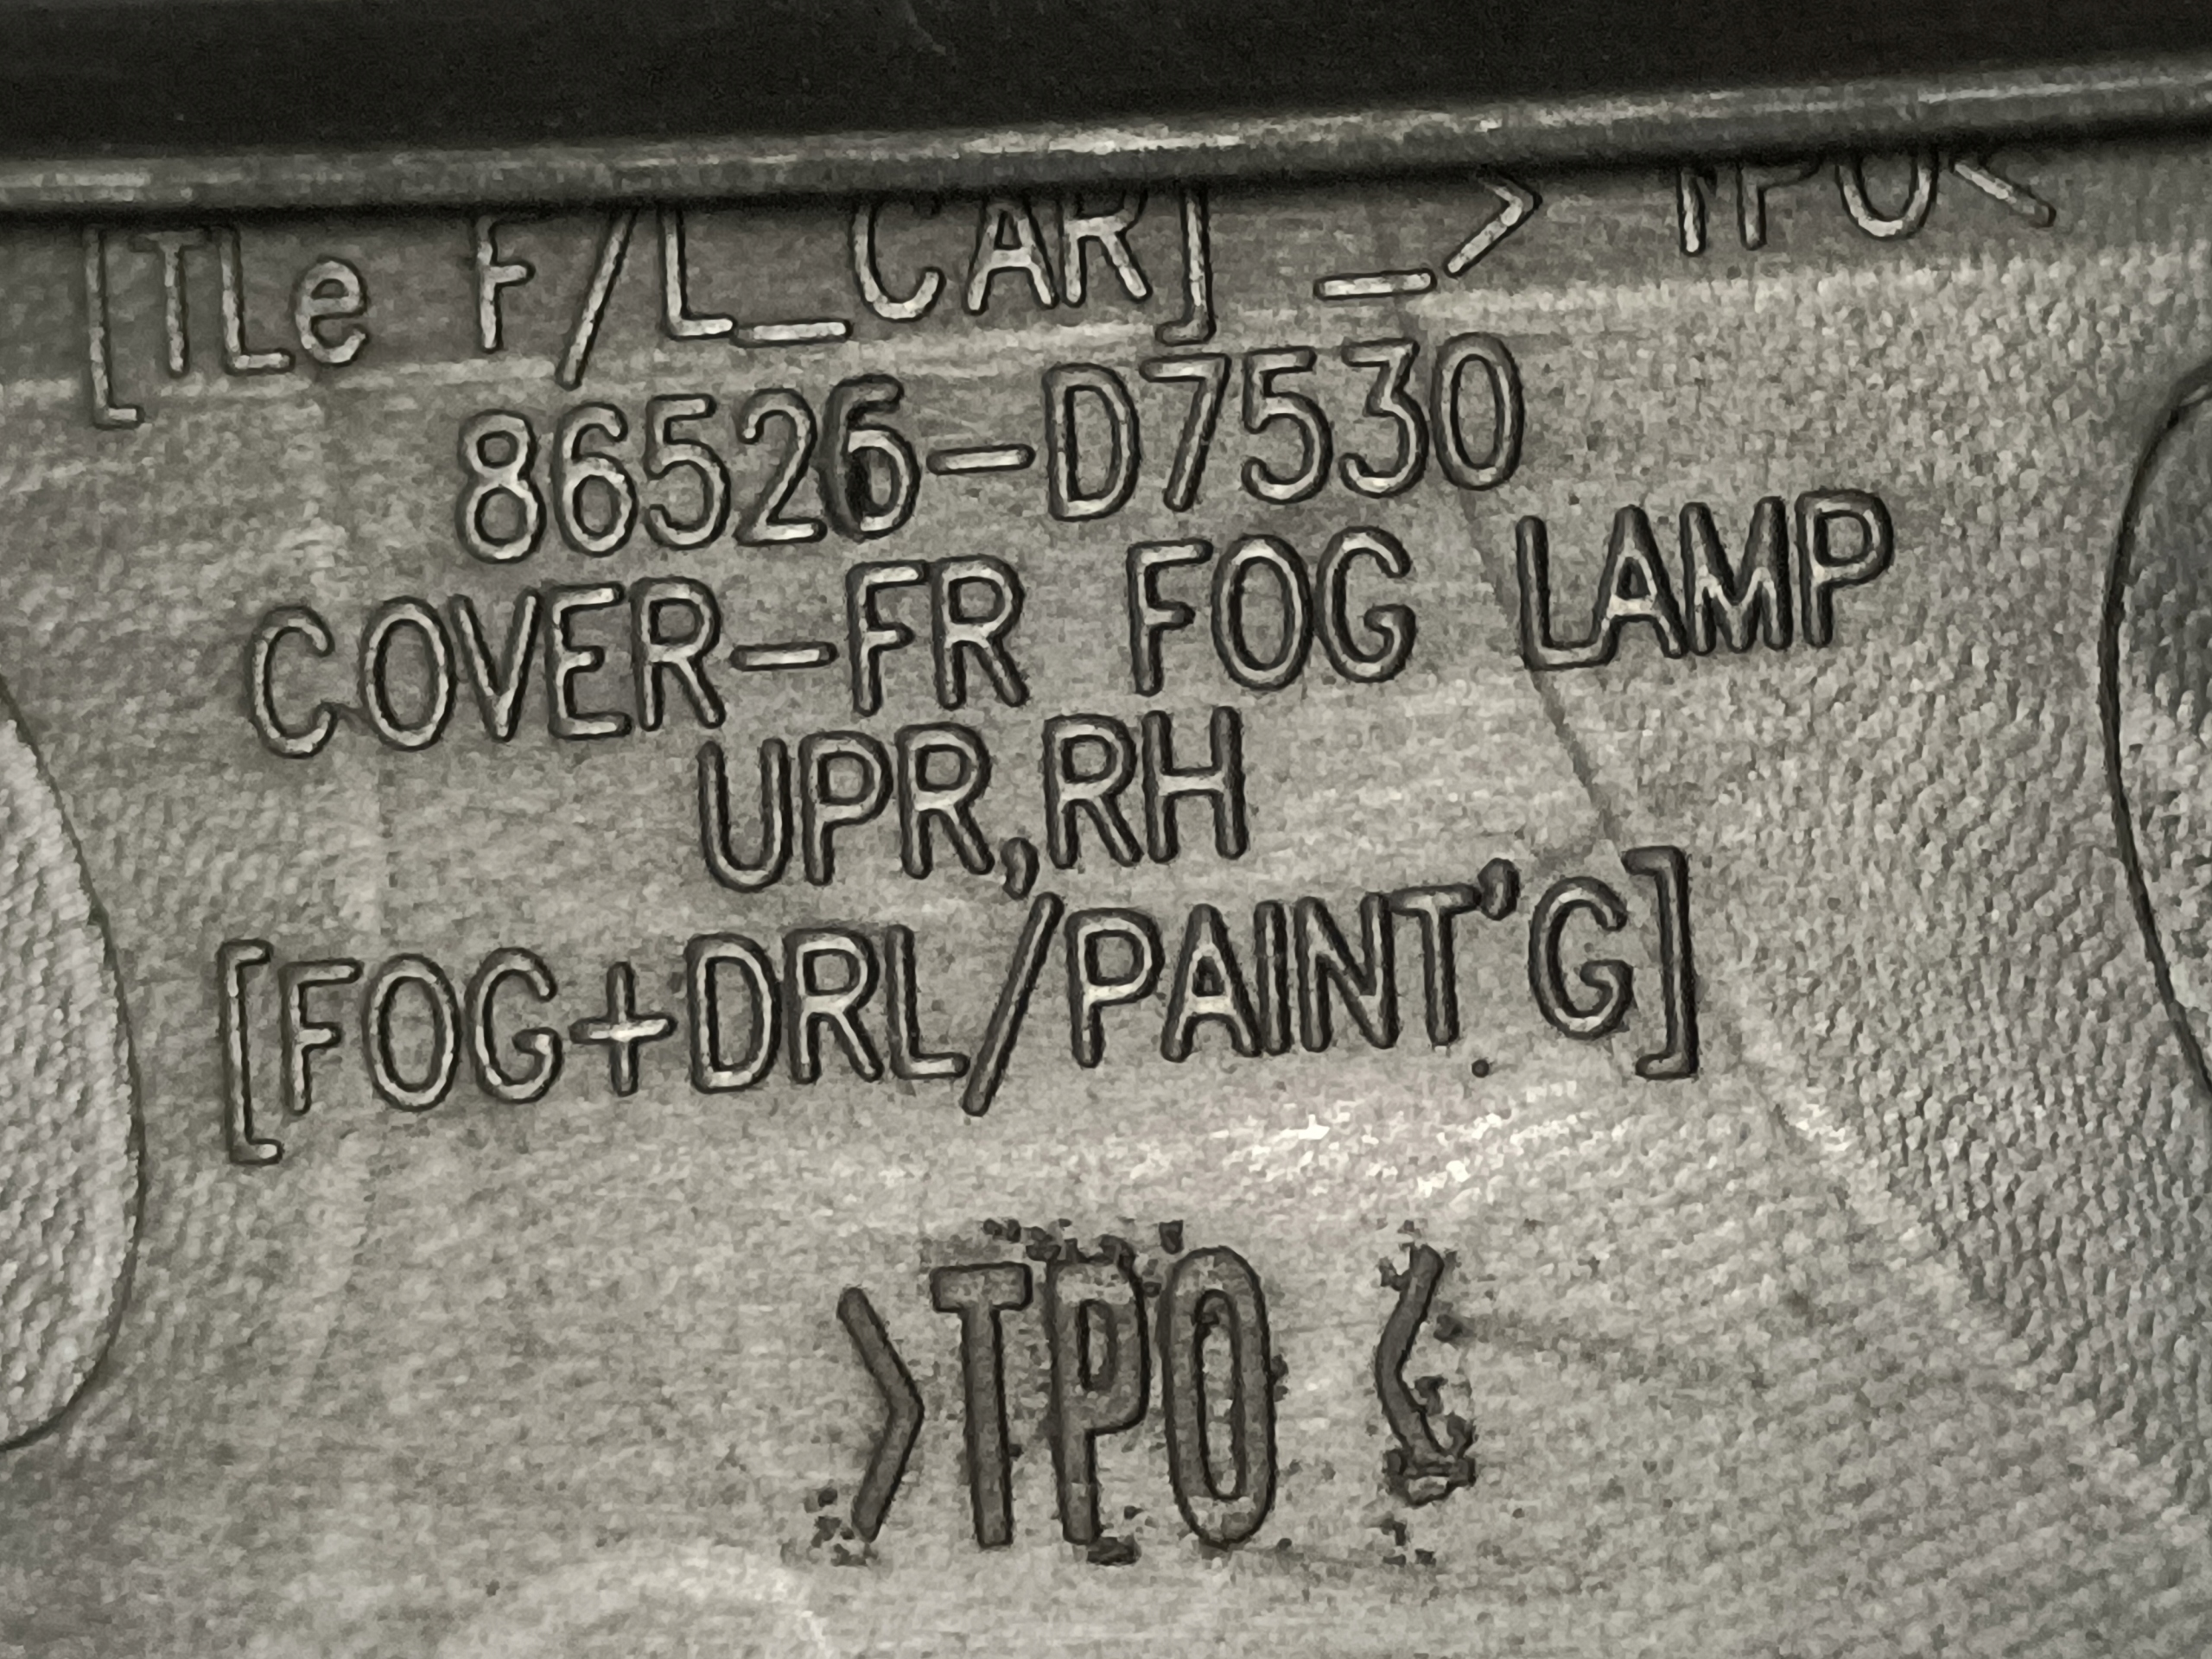 [TLe F/L_CAR] _> TPO<
86526-D7530
COVER-FR FOG LAMP
UPR,RH
[FOG+DRL/PAINT'G]
>TPO <